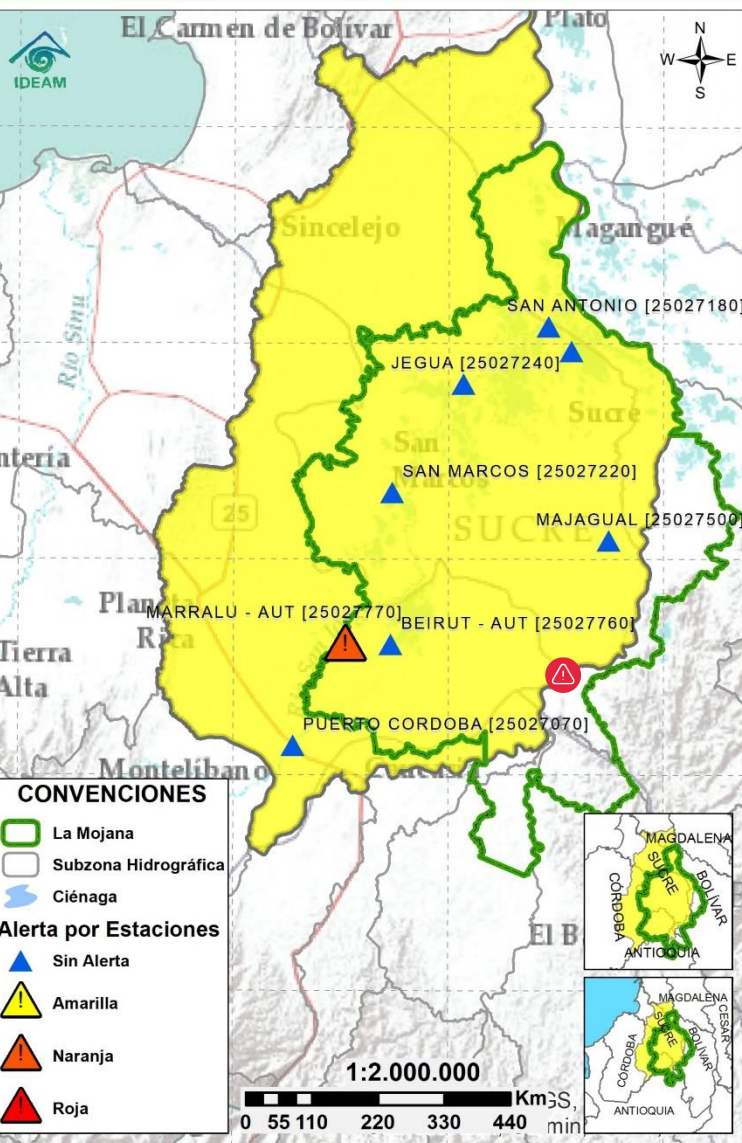 El Carmen de Bolívar
Plato
IDEAM
N
W
E
S
Sincelejo
Magangué
Río Sinu
SAN ANTONIO [25027180]
JEGUA [25027240]
Sucre
San
Marcos
SAN MARCOS [25027220]
25
SUCRE
MAJAGUAL [25027500]
Planeta
Rica
MARRALU - AUT [25027770]
BEIRUT - AUT [25027760]
Tierra
Alta
PUERTO CORDOBA [25027070]
Montelíbano
CONVENCIONES
La Mojana
Subzona Hidrográfica
Ciénaga
Alerta por Estaciones
Sin Alerta
Amarilla
Naranja
Roja
El B
MAGDALENA
SUCRE
BOLÍVAR
CÓRDOBA
ANTIOQUIA
MAGDALENA
CESAR
SUCRE
BOLÍVAR
CÓRDOBA
ANTIOQUIA
1:2.000.000
Km
0 55 110 220 330 440